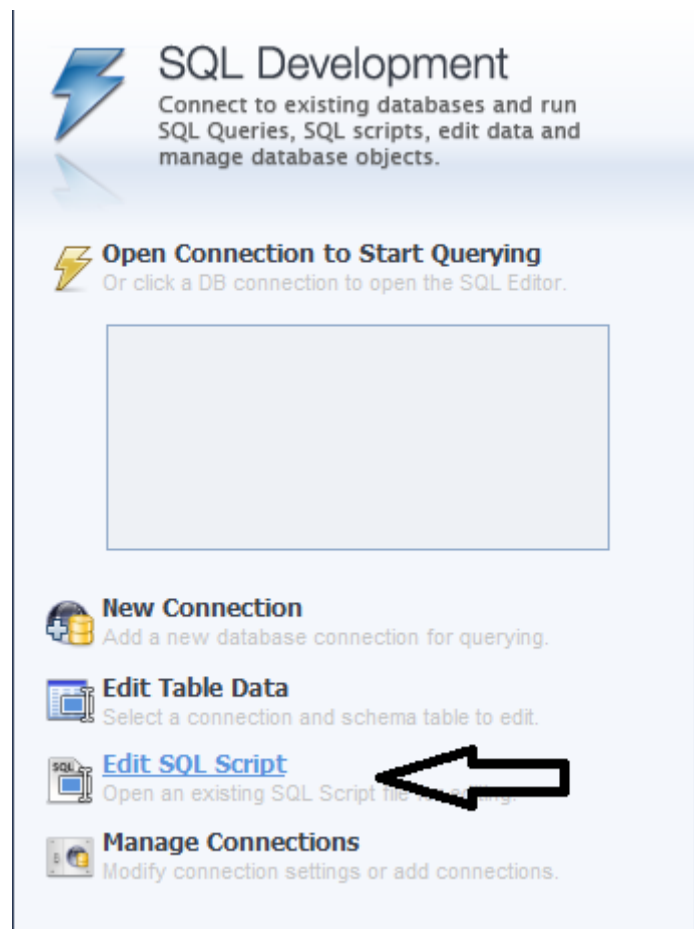 SQL Development
Connect to existing databases and run
SQL Queries, SQL scripts, edit data and
manage database objects.
Open Connection to Start Querying
Or click a DB connection to open the SQL Editor.
New Connection
Add a new database connection for querying.
Edit Table Data
Select a connection and schema table to edit.
SQL
Edit SQL Script
Open an existing SQL Script file for editing.
Manage Connections
Modify connection settings or add connections.